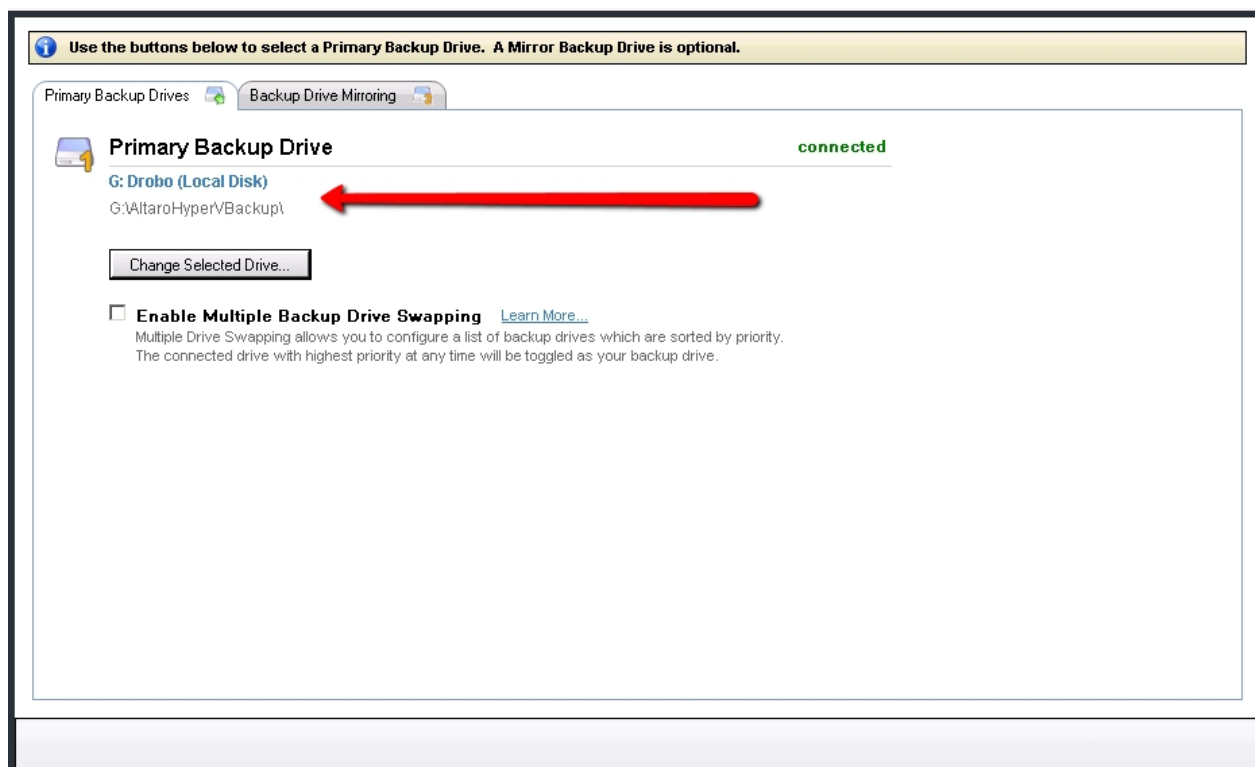 Use the buttons below to select a Primary Backup Drive. A Mirror Backup Drive is optional.
Primary Backup Drives
Backup Drive Mirroring
Primary Backup Drive
connected
G: Drobo (Local Disk)
G:\AltaroHyperVBackup\
Change Selected Drive...
Enable Multiple Backup Drive Swapping Learn More...
Multiple Drive Swapping allows you to configure a list of backup drives which are sorted by priority.
The connected drive with highest priority at any time will be toggled as your backup drive.